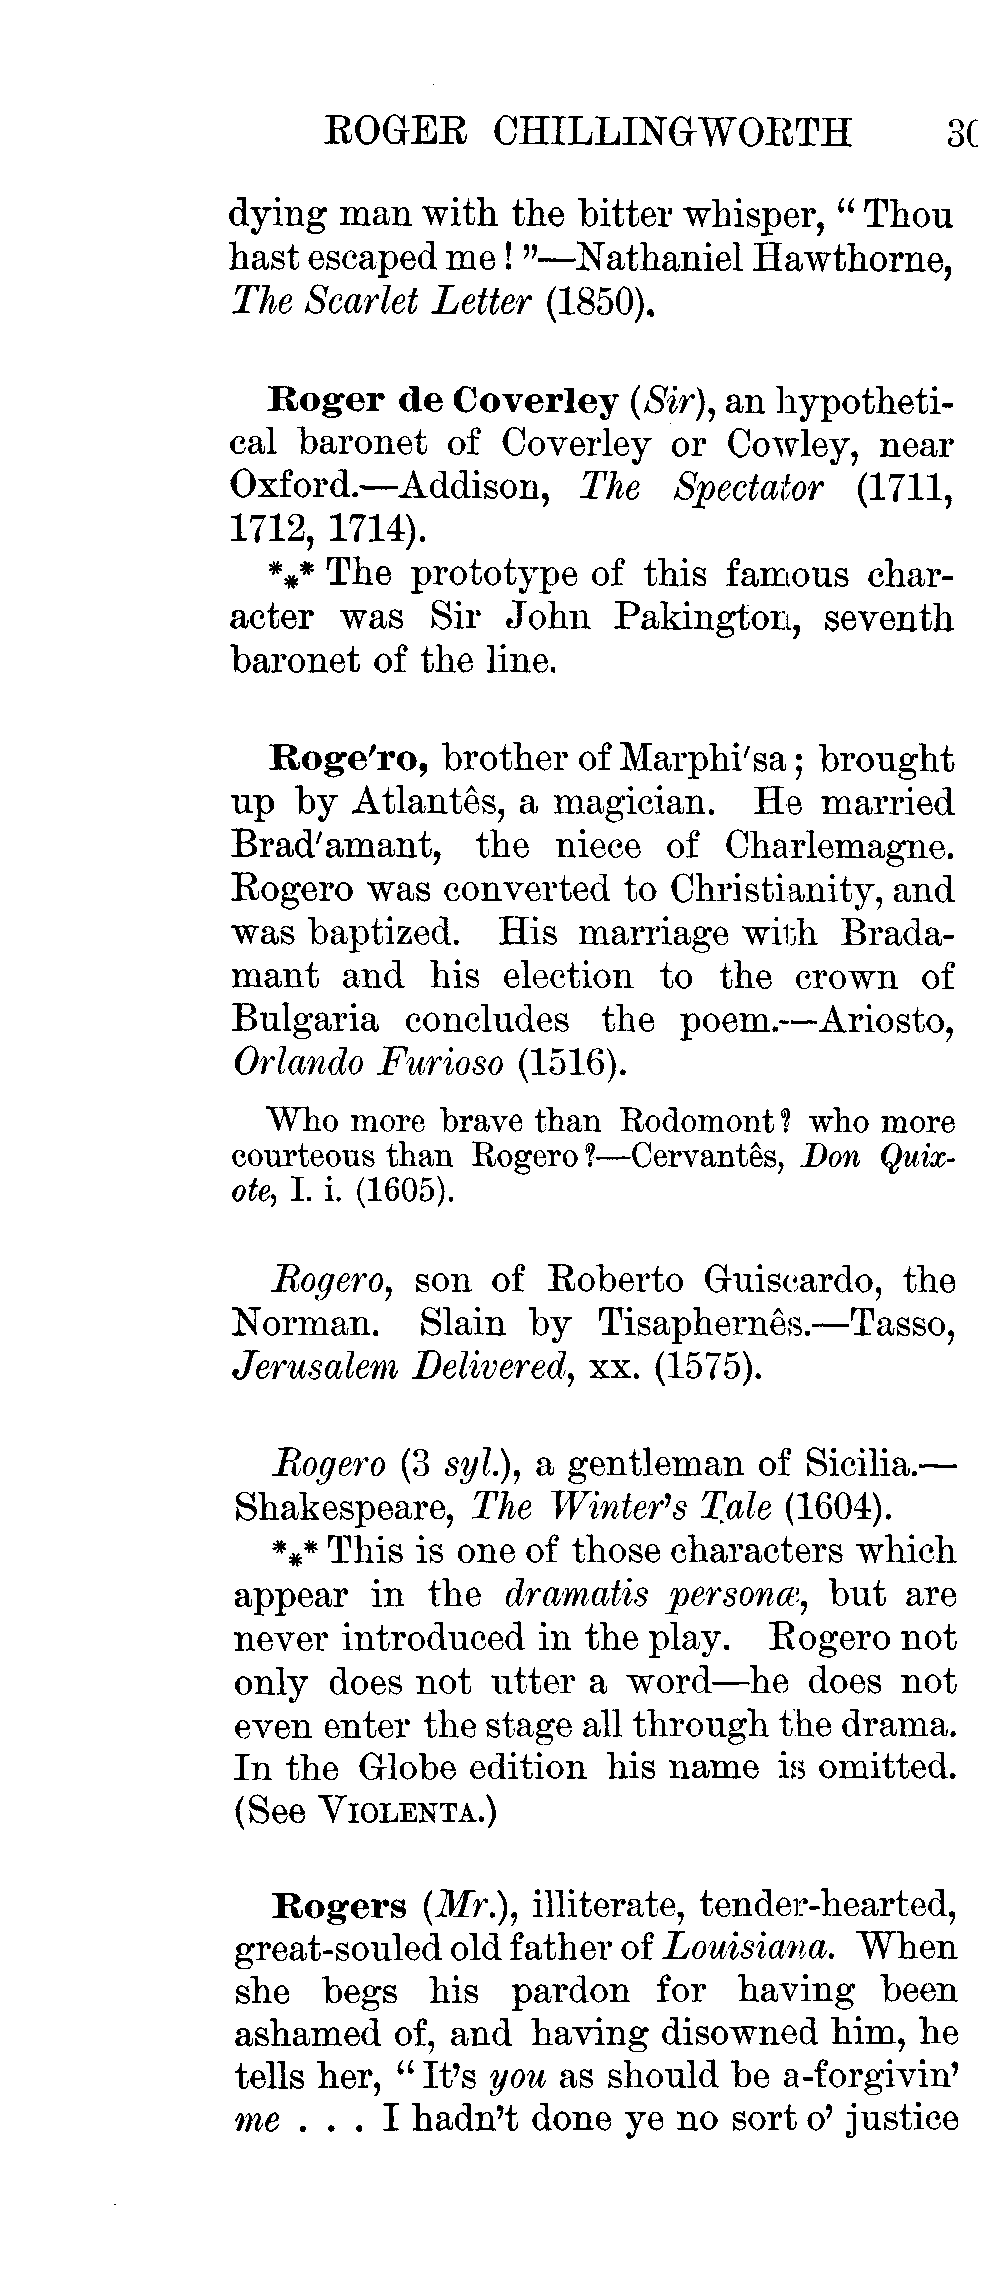 ROGER CHILLINGWORTH 30
dying man with the bitter whisper, “ Thou
hast escaped me ! ”—Nathaniel Hawthorne,
The Scarlet Letter (1850).
Roger de Coverley (Sir), an hypotheti-
cal baronet of Coverley or Cowley, near
Oxford.—Addison, The Spectator (1711,
1712, 1714).
*⁎* The prototype of this famous char-
acter was Sir John Pakington, seventh
baronet of the line.
Roge'ro, brother of Marphi'sa ; brought
up by Atlantês, a magician. He married
Brad'amant, the niece of Charlemagne.
Rogero was converted to Christianity, and
was baptized. His marriage with Brada-
mant and his election to the crown of
Bulgaria concludes the poem.—Ariosto,
Orlando Furioso (1516).
Who more brave than Rodomont? who more
courteous than Rogero?—Cervantês, Don Quix-
ote, I. i. (1605).
Rogero, son of Roberto Guiscardo, the
Norman. Slain by Tisaphernês.—Tasso,
Jerusalem Delivered, xx. (1575).
Rogero (3 syl.), a gentleman of Sicilia.—
Shakespeare, The Winter's Tale (1604).
*⁎* This is one of those characters which
appear in the dramatis personæ, but are
never introduced in the play. Rogero not
only does not utter a word—he does not
even enter the stage all through the drama.
In the Globe edition his name is omitted.
(See VIOLENTA.)
Rogers (Mr.), illiterate, tender-hearted,
great-souled old father of Louisiana. When
she begs his pardon for having been
ashamed of, and having disowned him, he
tells her, “ It's you as should be a-forgivin'
me . . . I hadn't done ye no sort o' justice